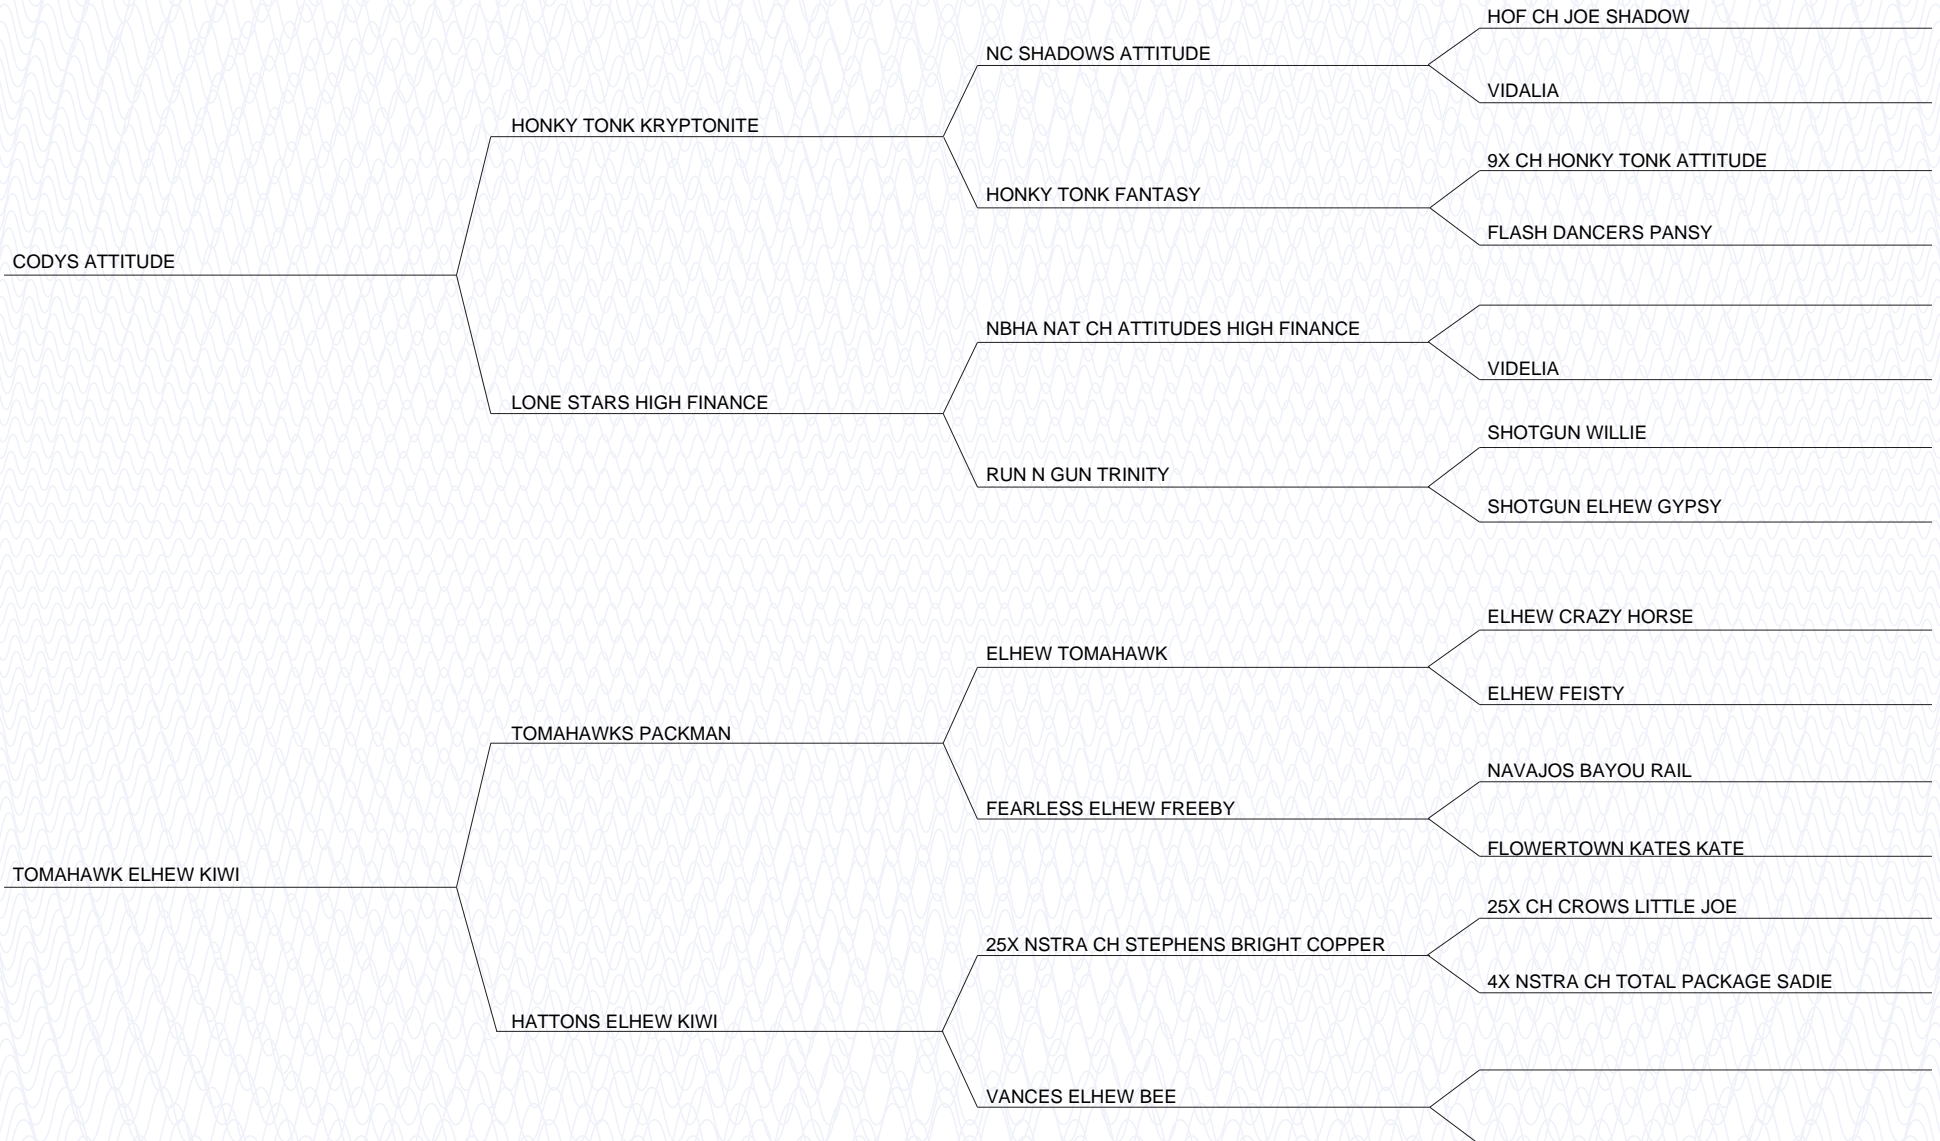 HOF CH JOE SHADOW
NC SHADOWS ATTITUDE
VIDALIA
HONKY TONK KRYPTONITE
9X CH HONKY TONK ATTITUDE
HONKY TONK FANTASY
FLASH DANCERS PANSY
CODYS ATTITUDE
NBHA NAT CH ATTITUDES HIGH FINANCE
VIDELIA
LONE STARS HIGH FINANCE
SHOTGUN WILLIE
RUN N GUN TRINITY
SHOTGUN ELHEW GYPSY
ELHEW CRAZY HORSE
ELHEW TOMAHAWK
ELHEW FEISTY
TOMAHAWKS PACKMAN
NAVAJOS BAYOU RAIL
FEARLESS ELHEW FREEBY
FLOWERTOWN KATES KATE
TOMAHAWK ELHEW KIWI
25X CH CROWS LITTLE JOE
25X NSTRA CH STEPHENS BRIGHT COPPER
4X NSTRA CH TOTAL PACKAGE SADIE
HATTONS ELHEW KIWI
VANCES ELHEW BEE